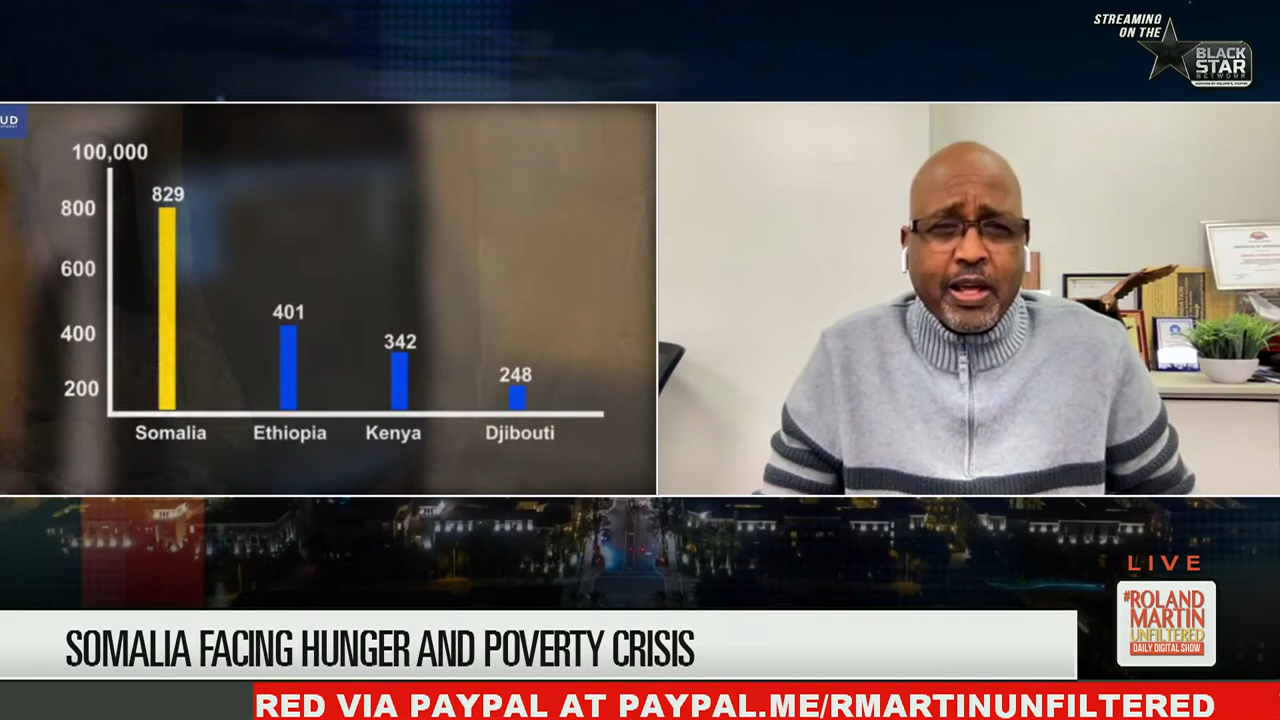 STREAMING
ON THE
BLACK
STAR
NETWORK
UD
100,000
829
800
600
401
400
342
248
200
Somalia
Ethiopia
Kenya
Djibouti
LIVE
#ROLAND
MARTIN
UNFILTERED
DAILY DIGITAL SHOW
SOMALIA FACING HUNGER AND POVERTY CRISIS
RED VIA PAYPAL AT PAYPAL.ME/RMARTINUNFILTERED